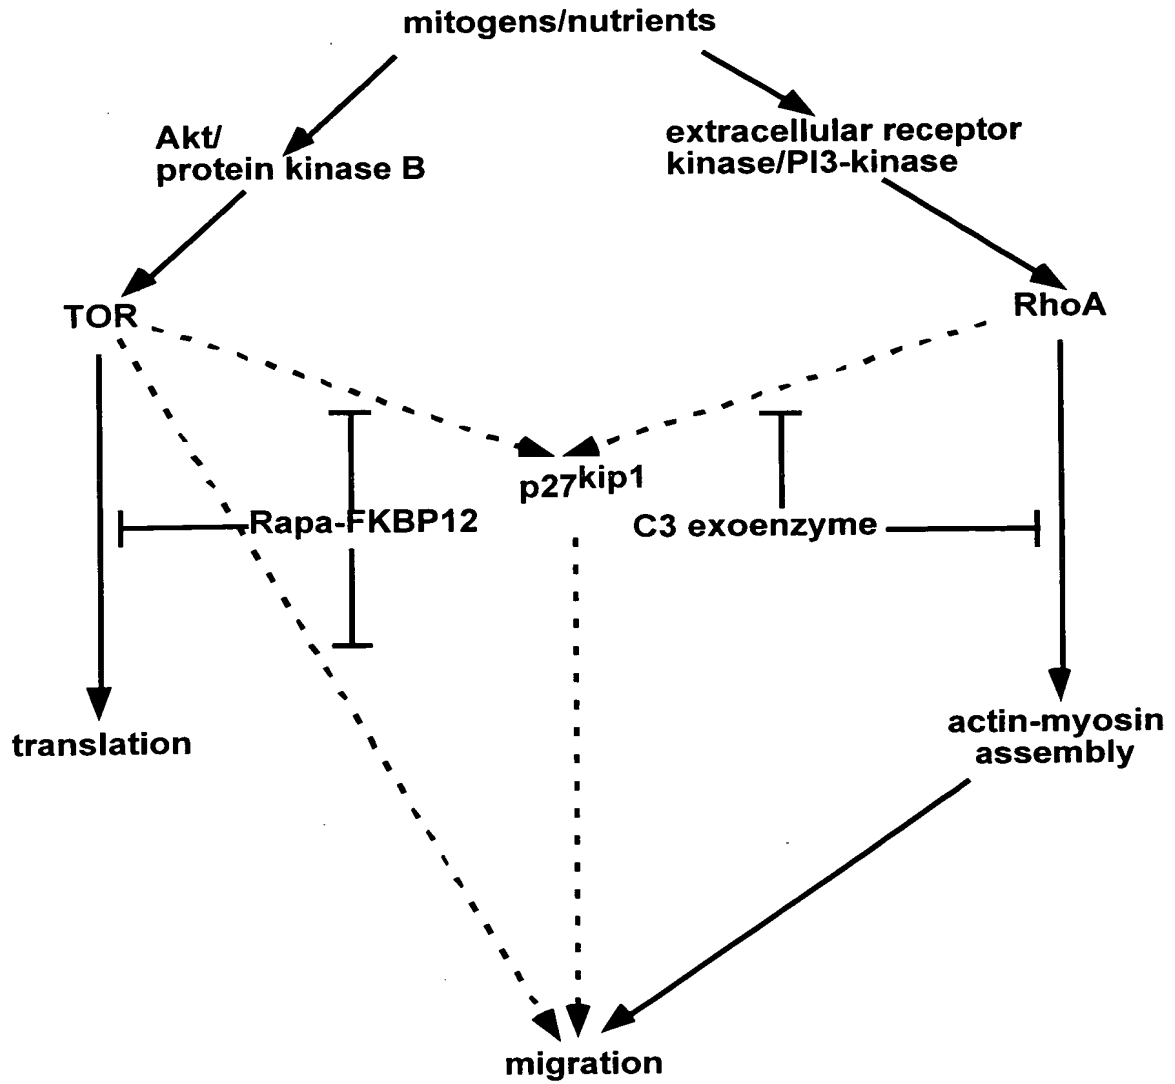 mitogens/nutrients
Akt/
protein kinase B
extracellular receptor
kinase/PI3-kinase
TOR
RhoA
p27kip1
Rapa-FKBP12
C3 exoenzyme
translation
actin-myosin
assembly
migration